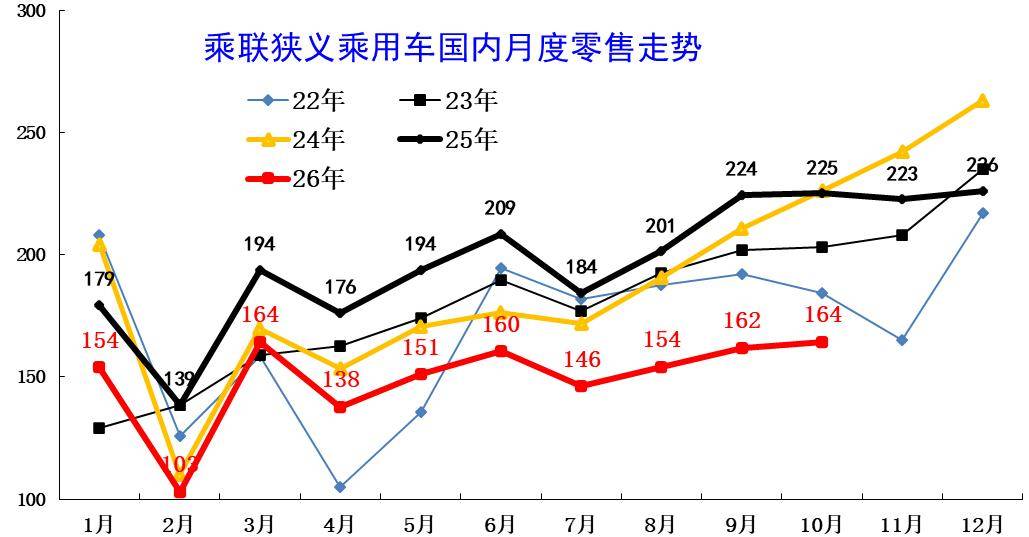 乘联狭义乘用车国内月度零售走势
22年 23年
24年 25年
26年
300
250
200
150
100
179 139 194 176 194 209 184 201 224 225 223 226
154 103 164 138 151 160 146 154 162 164
1月 2月 3月 4月 5月 6月 7月 8月 9月 10月 11月 12月